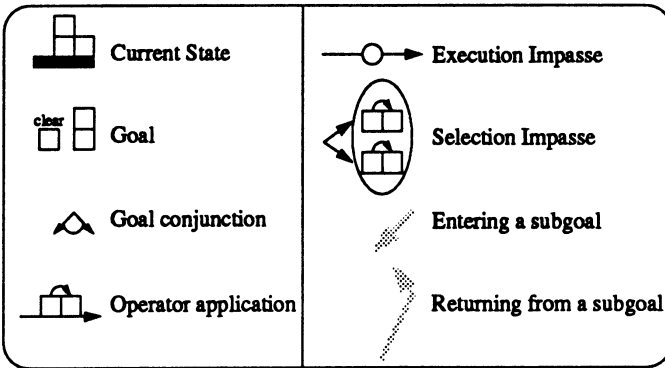 Current State
clear
Goal
Goal conjunction
Operator application
Execution Impasse
Selection Impasse
Entering a subgoal
Returning from a subgoal